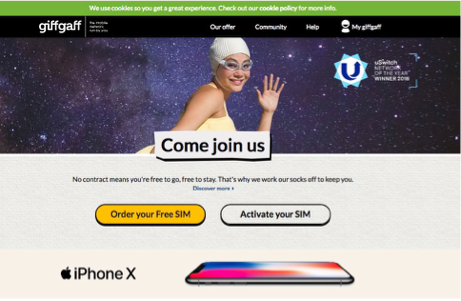 We use cookies so you get a great experience. Check out our cookie policy for more info.
giffgaff
the mobile
network
run by you
Our offer
Community
Help
My giffgaff
uSwitch
NETWORK
OF THE YEAR
WINNER 2016
Come join us
No contract means you're free to go, free to stay. That's why we work our socks off to keep you.
Discover more
Order your Free SIM
Activate your SIM
iPhone X